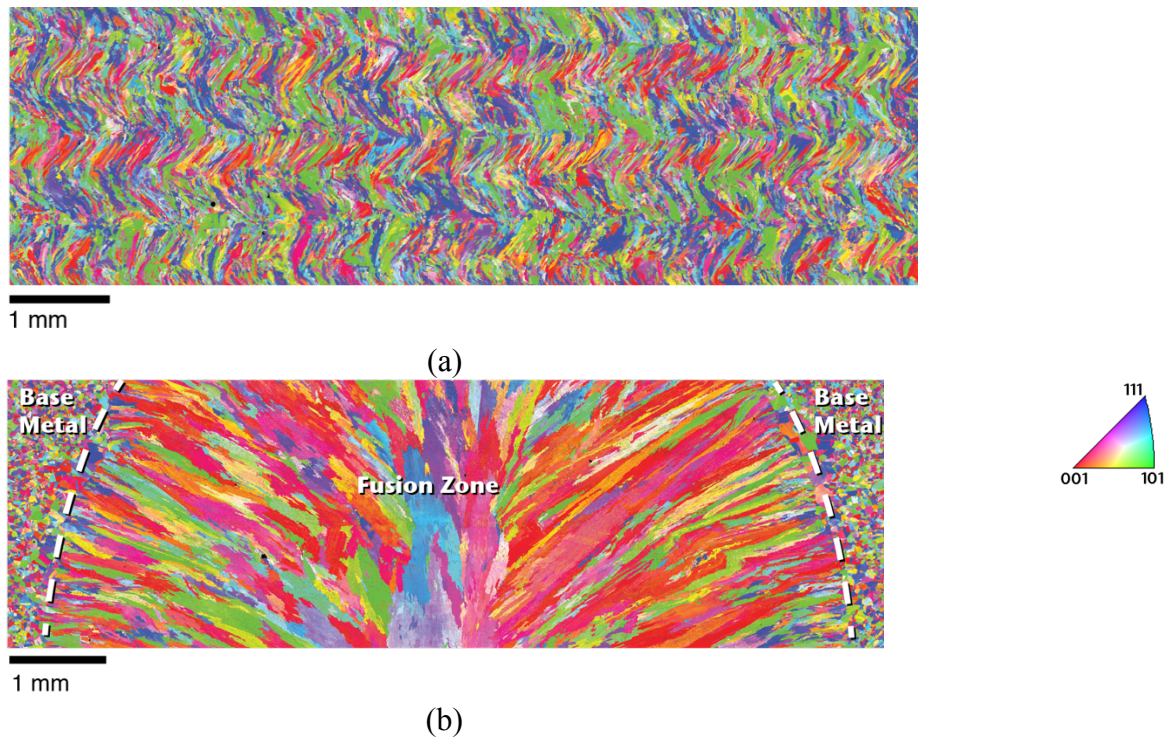 1 mm
(a)
Base
Metal
Base
Metal
Fusion Zone
111
001
101
1 mm
(b)